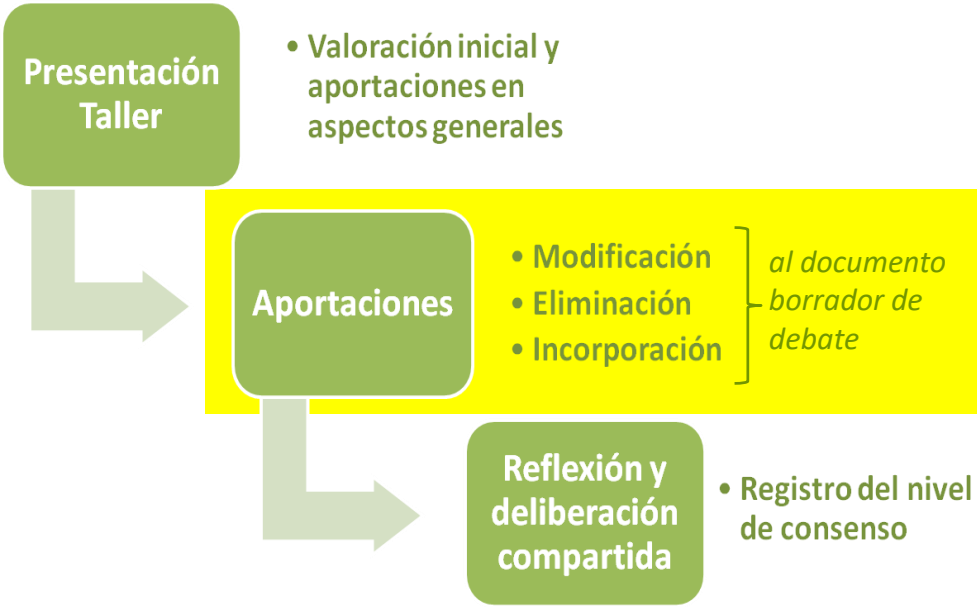 Presentación
Taller
• Valoración inicial y
aportaciones en
aspectos generales
Aportaciones
• Modificación
• Eliminación
• Incorporación
al documento
borrador de
debate
Reflexión y
deliberación
compartida
• Registro del nivel
de consenso